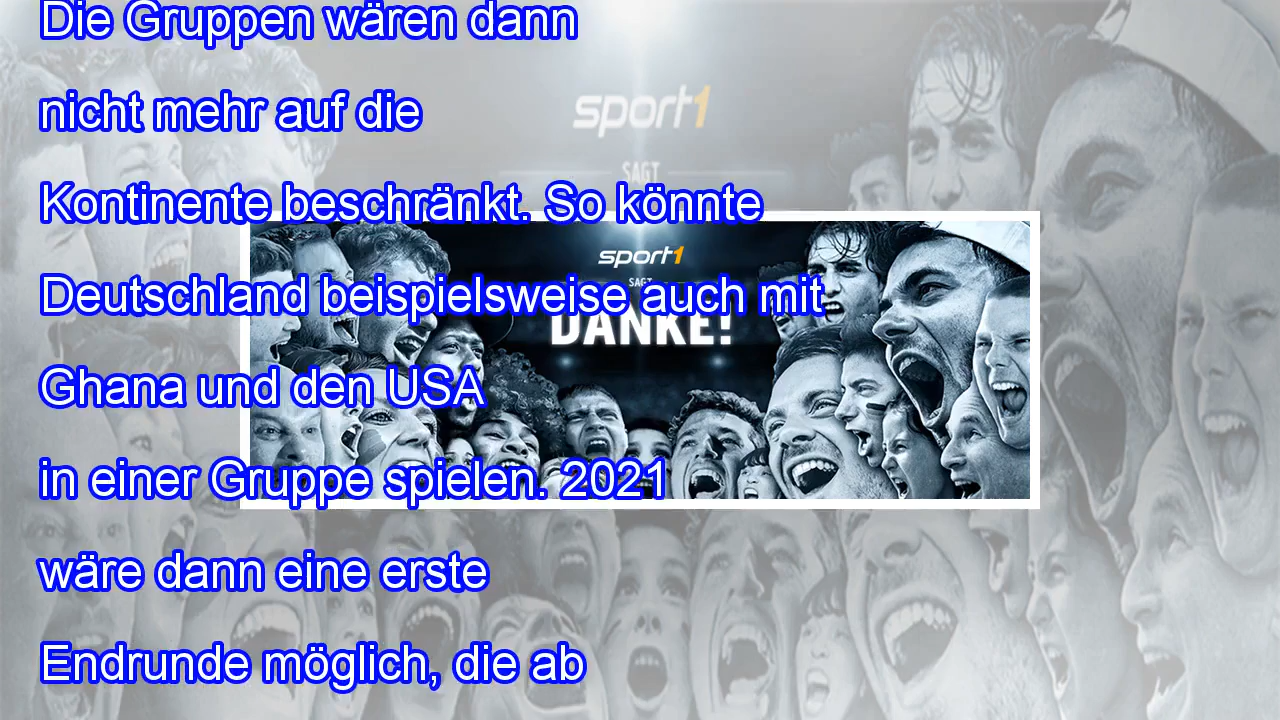 Die Gruppen wären dann
nicht mehr auf die
sport1
SAGT
Kontinente beschränkt. So könnte
sport1
SAGT
Deutschland beispielsweise auch mit
DANKE!
Ghana und den USA
in einer Gruppe spielen. 2021
wäre dann eine erste
Endrunde möglich, die ab